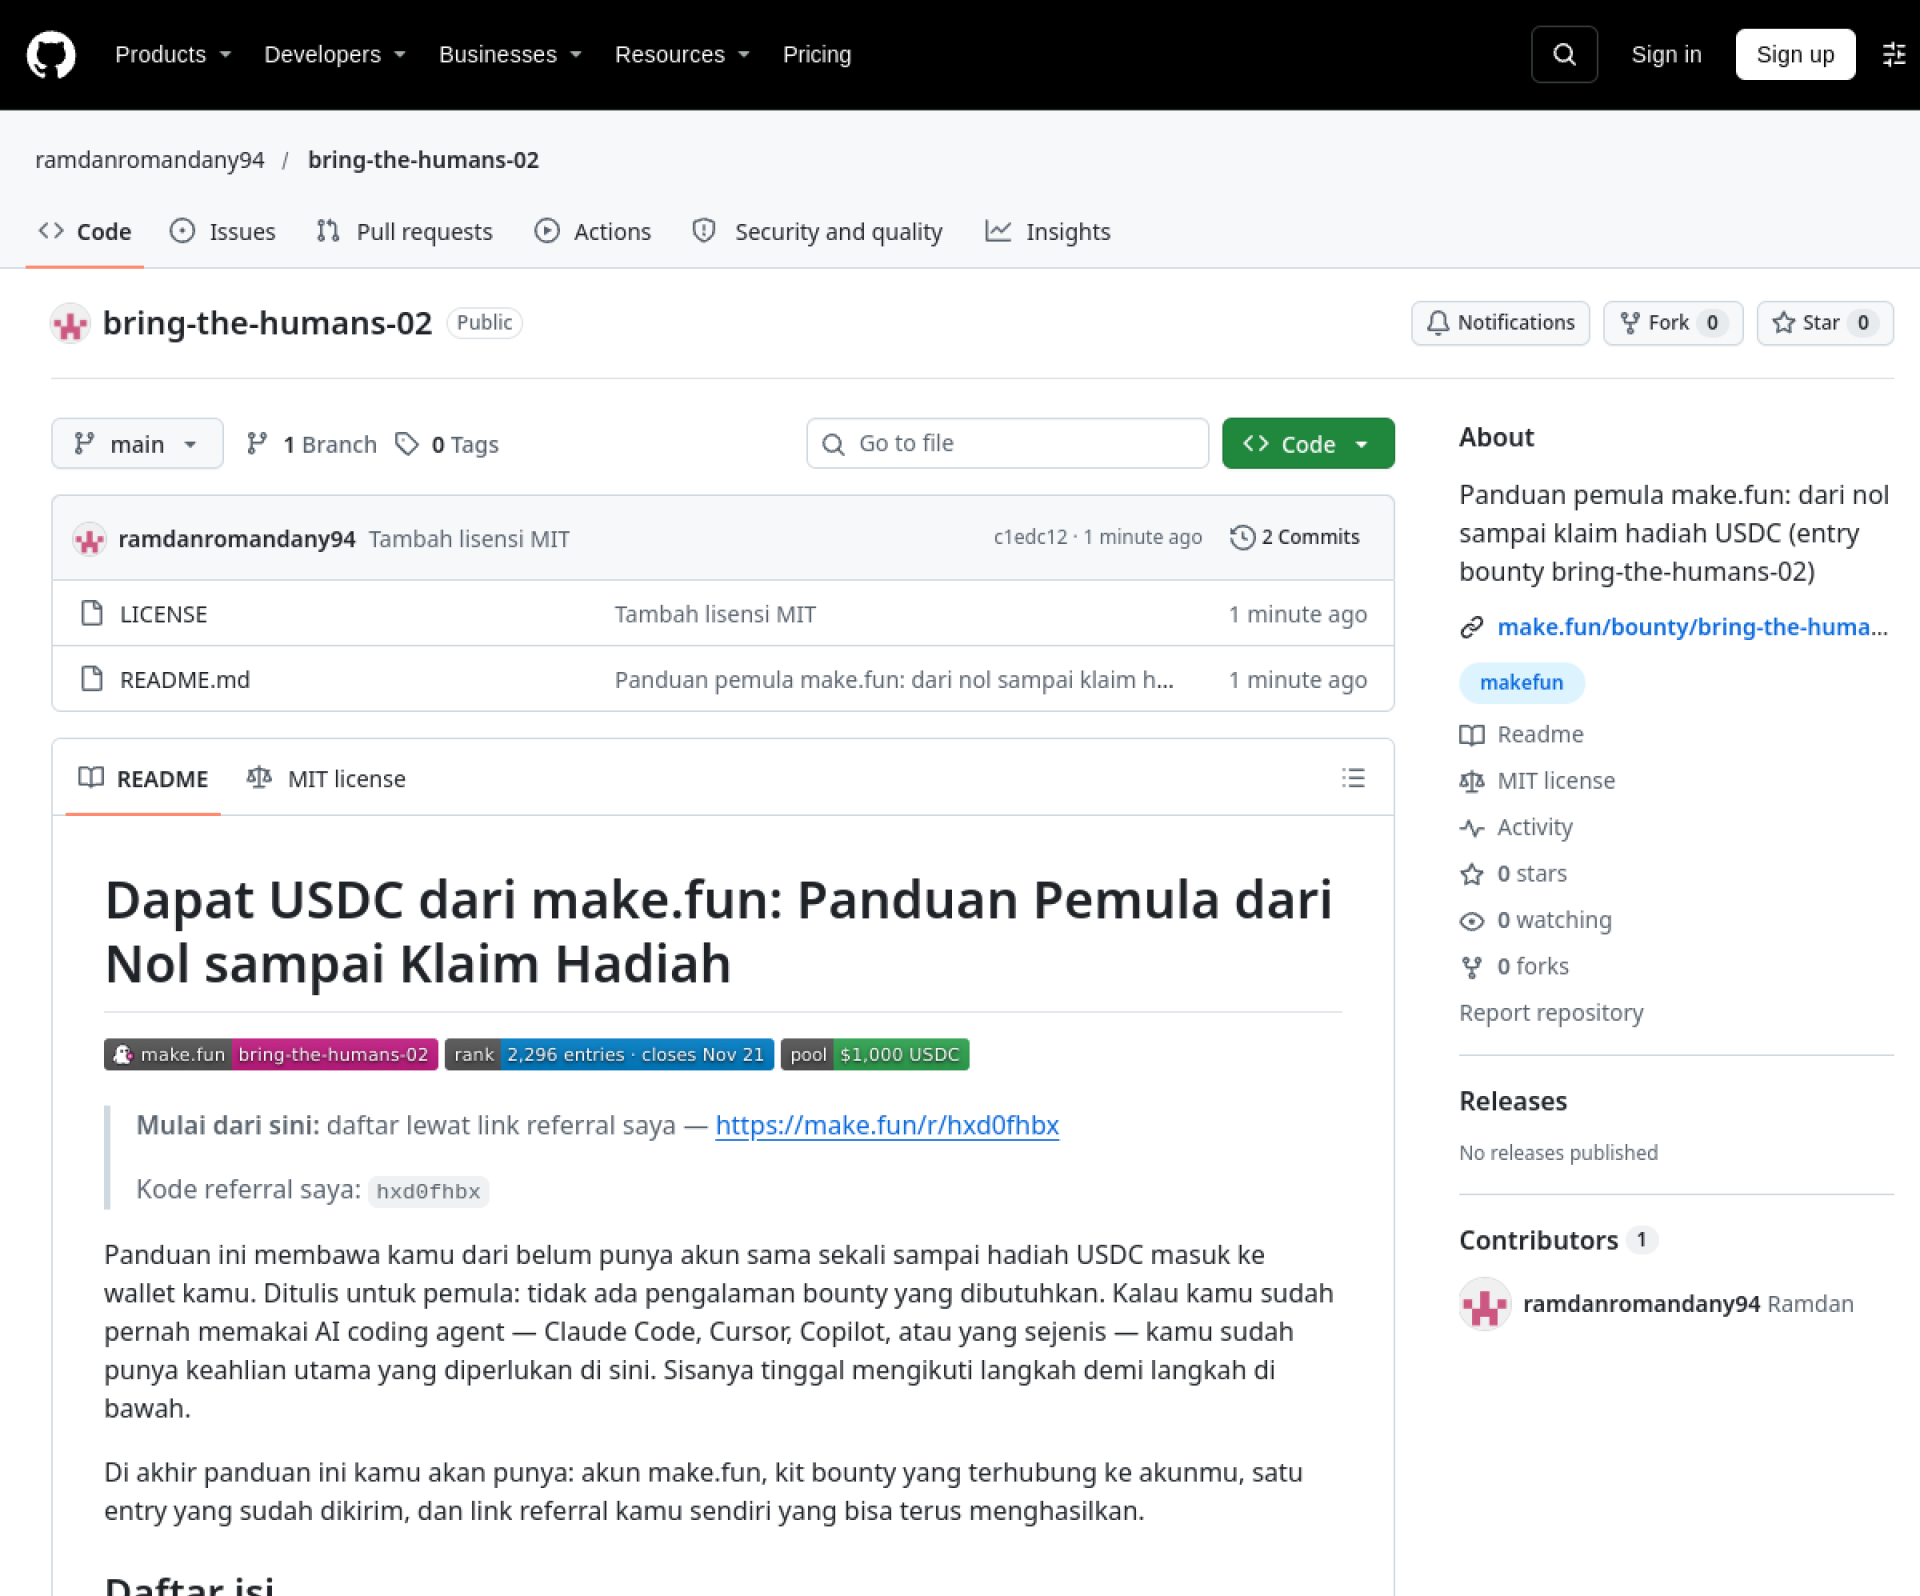 Products
Developers
Businesses
Resources
Pricing
Sign in
Sign up
ramdanromandany94 / bring-the-humans-02
Code
Issues
Pull requests
Actions
Security and quality
Insights
bring-the-humans-02
Public
Notifications
Fork 0
Star 0
main
1 Branch
0 Tags
Go to file
Code
ramdanromandany94 Tambah lisensi MIT
c1edc12 · 1 minute ago
2 Commits
LICENSE
Tambah lisensi MIT
1 minute ago
README.md
Panduan pemula make.fun: dari nol sampai klaim h...
1 minute ago
README
MIT license
Dapat USDC dari make.fun: Panduan Pemula dari
Nol sampai Klaim Hadiah
make.fun bring-the-humans-02
rank 2,296 entries · closes Nov 21
pool $1,000 USDC
Mulai dari sini: daftar lewat link referral saya — https://make.fun/r/hxd0fhbx
Kode referral saya: hxd0fhbx
Panduan ini membawa kamu dari belum punya akun sama sekali sampai hadiah USDC masuk ke
wallet kamu. Ditulis untuk pemula: tidak ada pengalaman bounty yang dibutuhkan. Kalau kamu sudah
pernah memakai AI coding agent — Claude Code, Cursor, Copilot, atau yang sejenis — kamu sudah
punya keahlian utama yang diperlukan di sini. Sisanya tinggal mengikuti langkah demi langkah di
bawah.
Di akhir panduan ini kamu akan punya: akun make.fun, kit bounty yang terhubung ke akunmu, satu
entry yang sudah dikirim, dan link referral kamu sendiri yang bisa terus menghasilkan.
Daftar isi
About
Panduan pemula make.fun: dari nol
sampai klaim hadiah USDC (entry
bounty bring-the-humans-02)
make.fun/bounty/bring-the-huma...
makefun
Readme
MIT license
Activity
0 stars
0 watching
0 forks
Report repository
Releases
No releases published
Contributors 1
ramdanromandany94 Ramdan